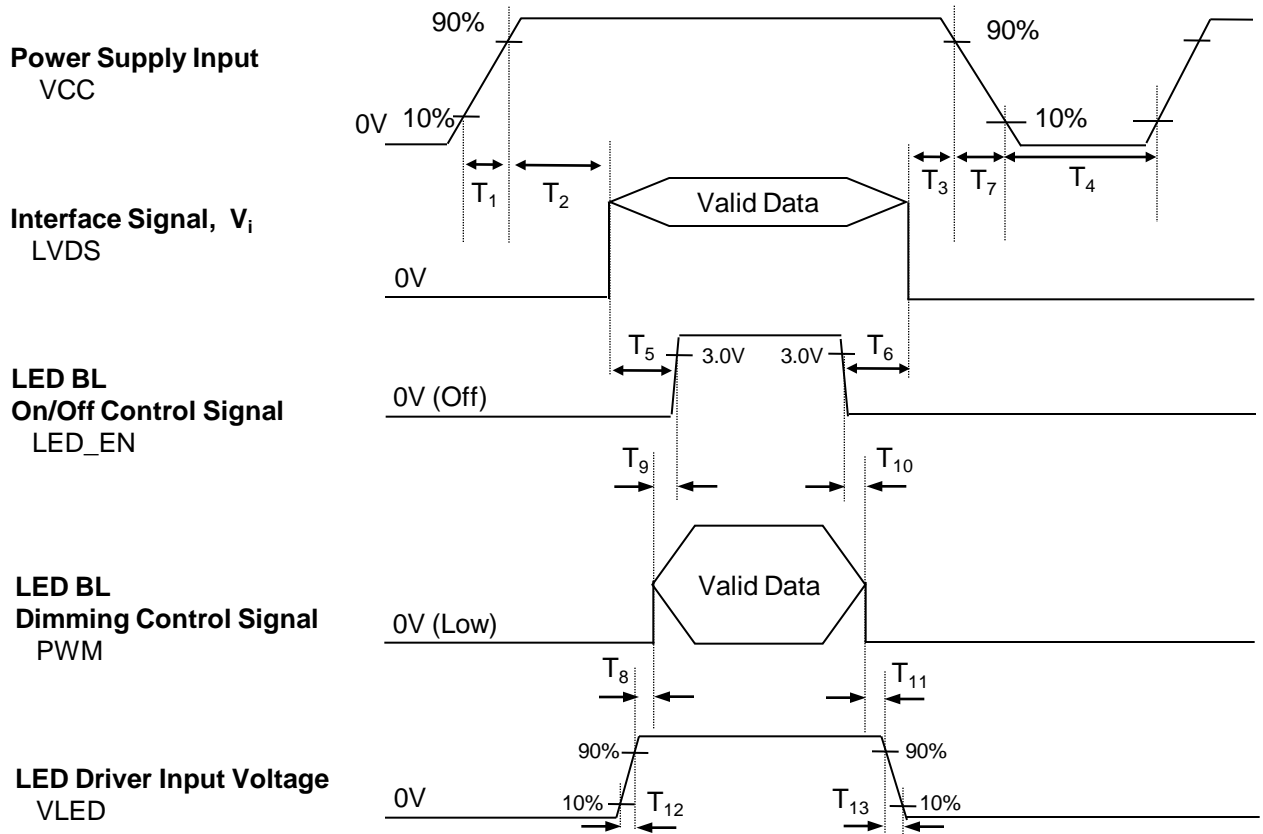 90%
90%
Power Supply Input
VCC
0V
10%
10%
T1
T2
T3
T7
T4
Valid Data
Interface Signal, Vi
LVDS
0V
T5
3.0V
3.0V
T6
LED BL
On/Off Control Signal
LED_EN
0V (Off)
T9
T10
LED BL
Dimming Control Signal
PWM
Valid Data
0V (Low)
T8
T11
90%
90%
LED Driver Input Voltage
VLED
0V
10%
T12
T13
10%